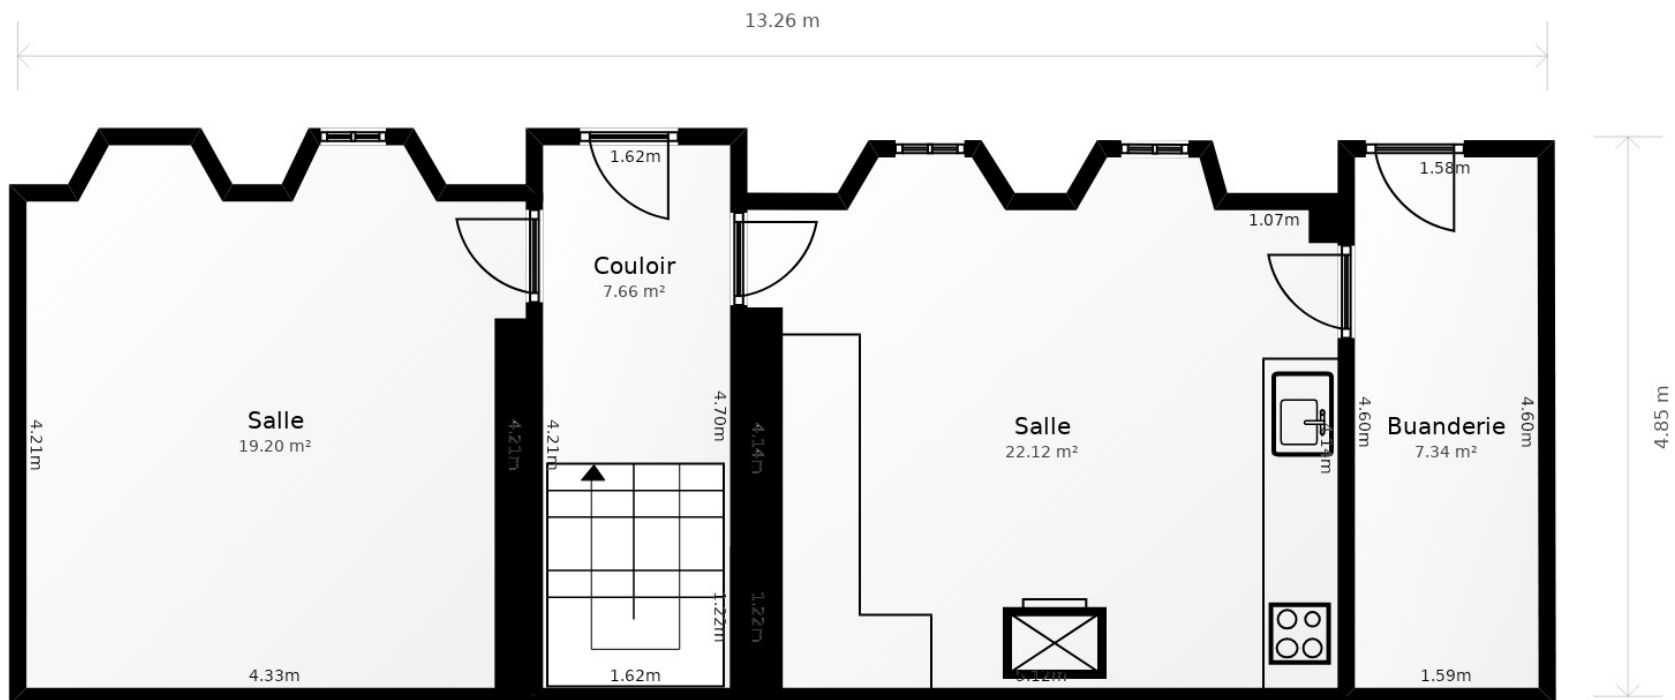 13.26 m
1.62m
1.58m
1.07m
Couloir
7.66 m²
4.85 m
Salle
19.20 m²
4.21m
4.21m
4.21m
4.70m
4.14m
Salle
22.12 m²
4.60m
Buanderie
7.34 m²
4.60m
1.22m
1.22m
4.33m
1.62m
5.12m
1.59m